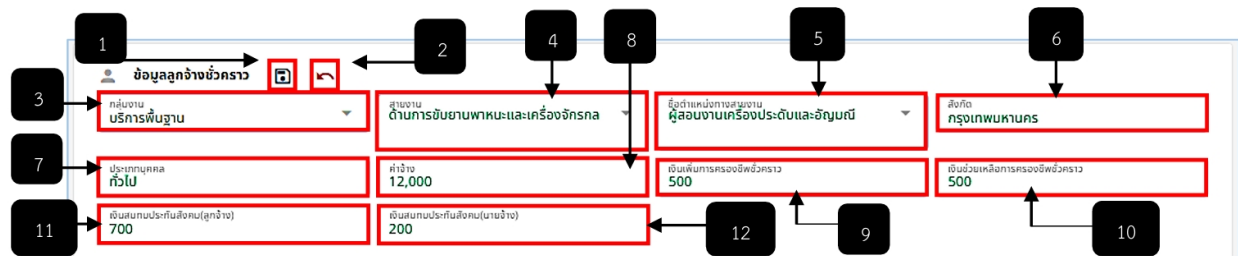 1
2
4
8
5
6
ข้อมูลลูกจ้างชั่วคราว
3
กลุ่มงาน
บริการพื้นฐาน
สายงาน
ด้านการขับยานพาหนะและเครื่องจักรกล
ชื่อตำแหน่งทางสายงาน
ผู้สอนงานเครื่องประดับและอัญมณี
สังกัด
กรุงเทพมหานคร
7
ประเภทบุคคล
ทั่วไป
ค่าจ้าง
12,000
เงินเพิ่มการครองชีพชั่วคราว
500
เงินช่วยเหลือการครองชีพชั่วคราว
500
11
เงินสมทบประกันสังคม(ลูกจ้าง)
700
เงินสมทบประกันสังคม(นายจ้าง)
200
12
9
10